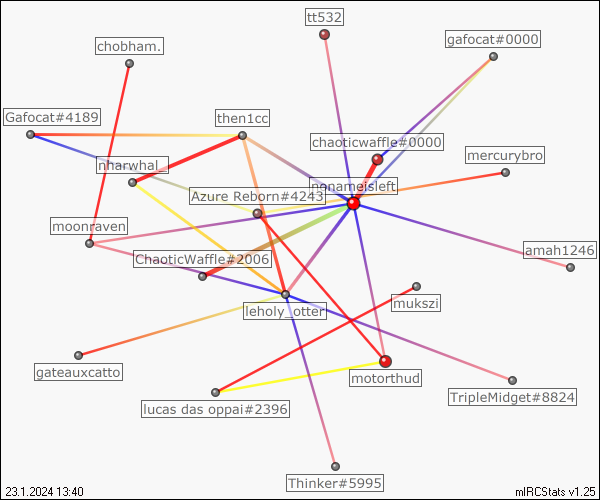 tt532
gafocat#0000
chobham.
Gafocat#4189
then1cc
chaoticwaffle#0000
mercurybro
nharwhal_
nonameisleft
Azure Reborn#4243
moonraven
amah1246
ChaoticWaffle#2006
mukszi
leholy_otter
gateauxcatto
motorthud
TripleMidget#8824
lucas das oppai#2396
Thinker#5995
23.1.2024 13:40
mIRCStats v1.25